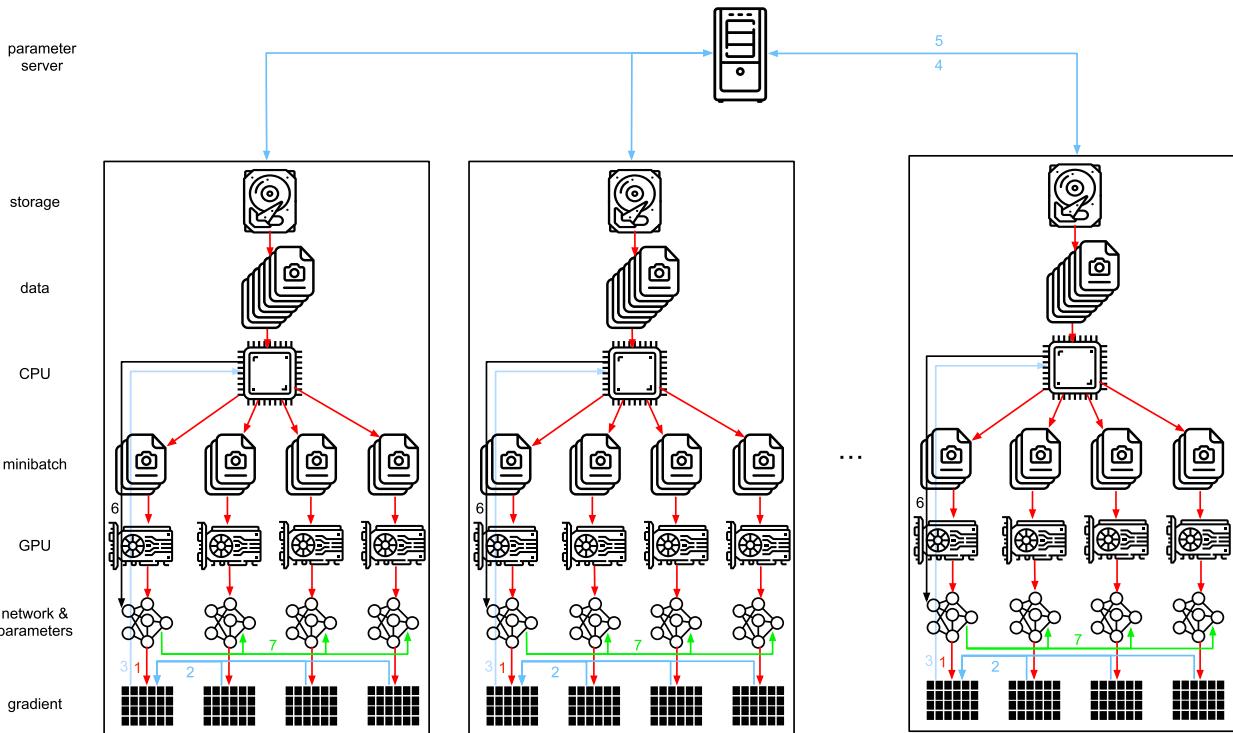 parameter
server
5
4
storage
data
CPU
minibatch
...
6
6
6
GPU
network &
parameters
7
7
7
3
1
2
3
1
2
3
1
2
gradient